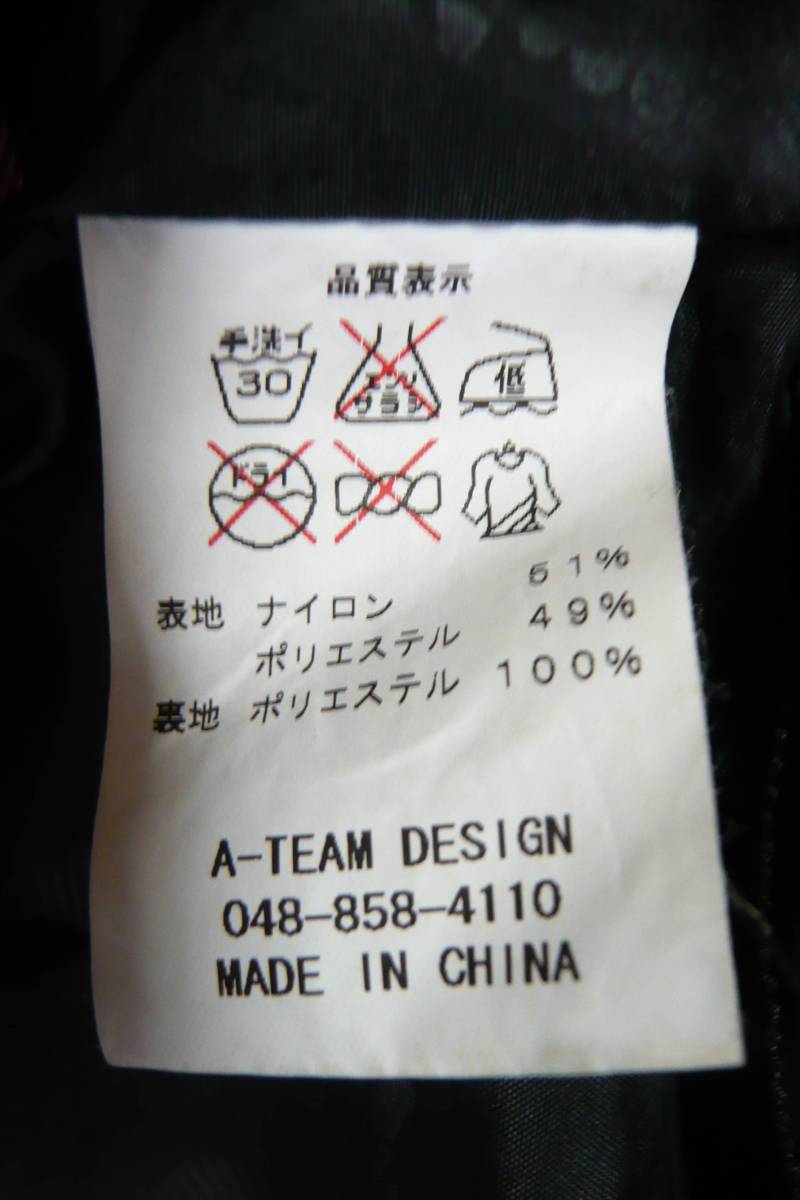 品質表示
手洗イ
30
エンソ
サラシ
低
ドライ
表地 ナイロン 51%
ポリエステル 49%
裏地 ポリエステル 100%
A-TEAM DESIGN
048-858-4110
MADE IN CHINA